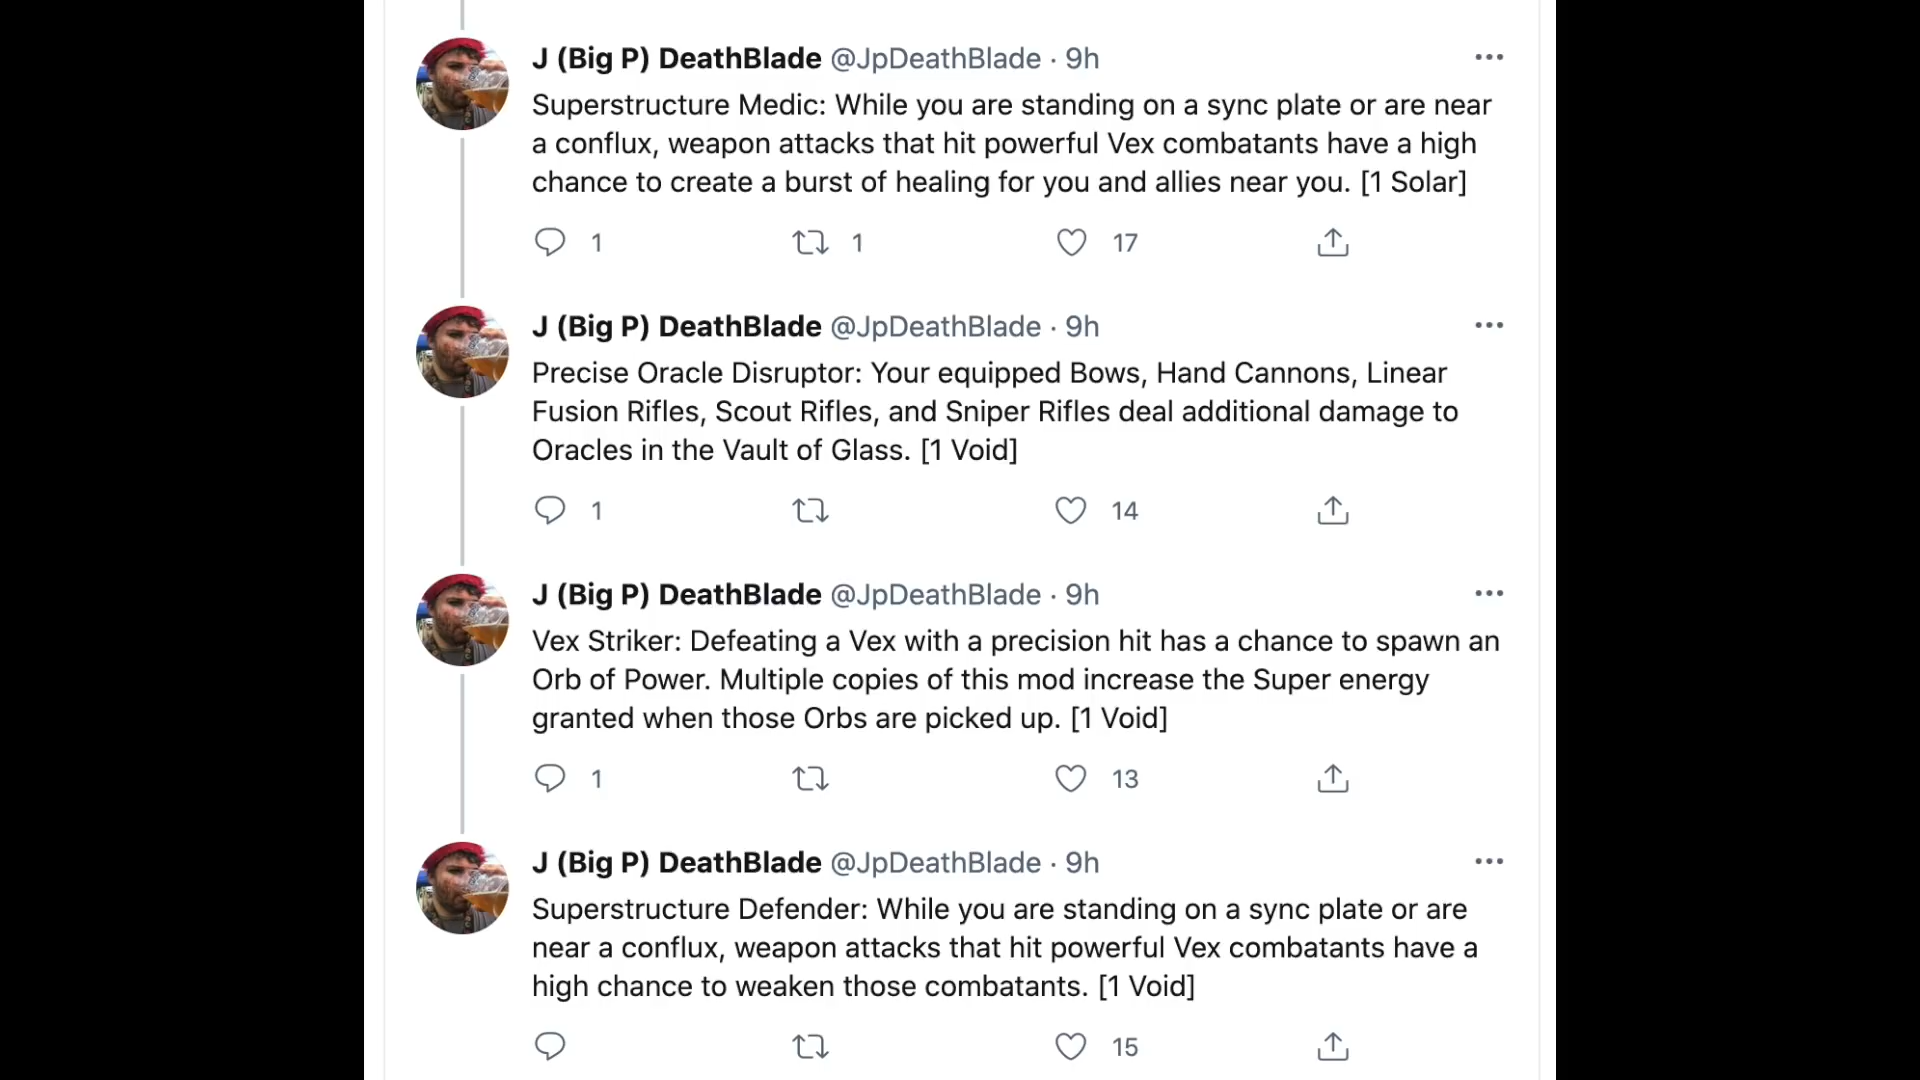 J (Big P) DeathBlade @JpDeathBlade · 9h
Superstructure Medic: While you are standing on a sync plate or are near
a conflux, weapon attacks that hit powerful Vex combatants have a high
chance to create a burst of healing for you and allies near you. [1 Solar]
1 1 17
J (Big P) DeathBlade @JpDeathBlade · 9h
Precise Oracle Disruptor: Your equipped Bows, Hand Cannons, Linear
Fusion Rifles, Scout Rifles, and Sniper Rifles deal additional damage to
Oracles in the Vault of Glass. [1 Void]
1 14
J (Big P) DeathBlade @JpDeathBlade · 9h
Vex Striker: Defeating a Vex with a precision hit has a chance to spawn an
Orb of Power. Multiple copies of this mod increase the Super energy
granted when those Orbs are picked up. [1 Void]
1 13
J (Big P) DeathBlade @JpDeathBlade · 9h
Superstructure Defender: While you are standing on a sync plate or are
near a conflux, weapon attacks that hit powerful Vex combatants have a
high chance to weaken those combatants. [1 Void]
15